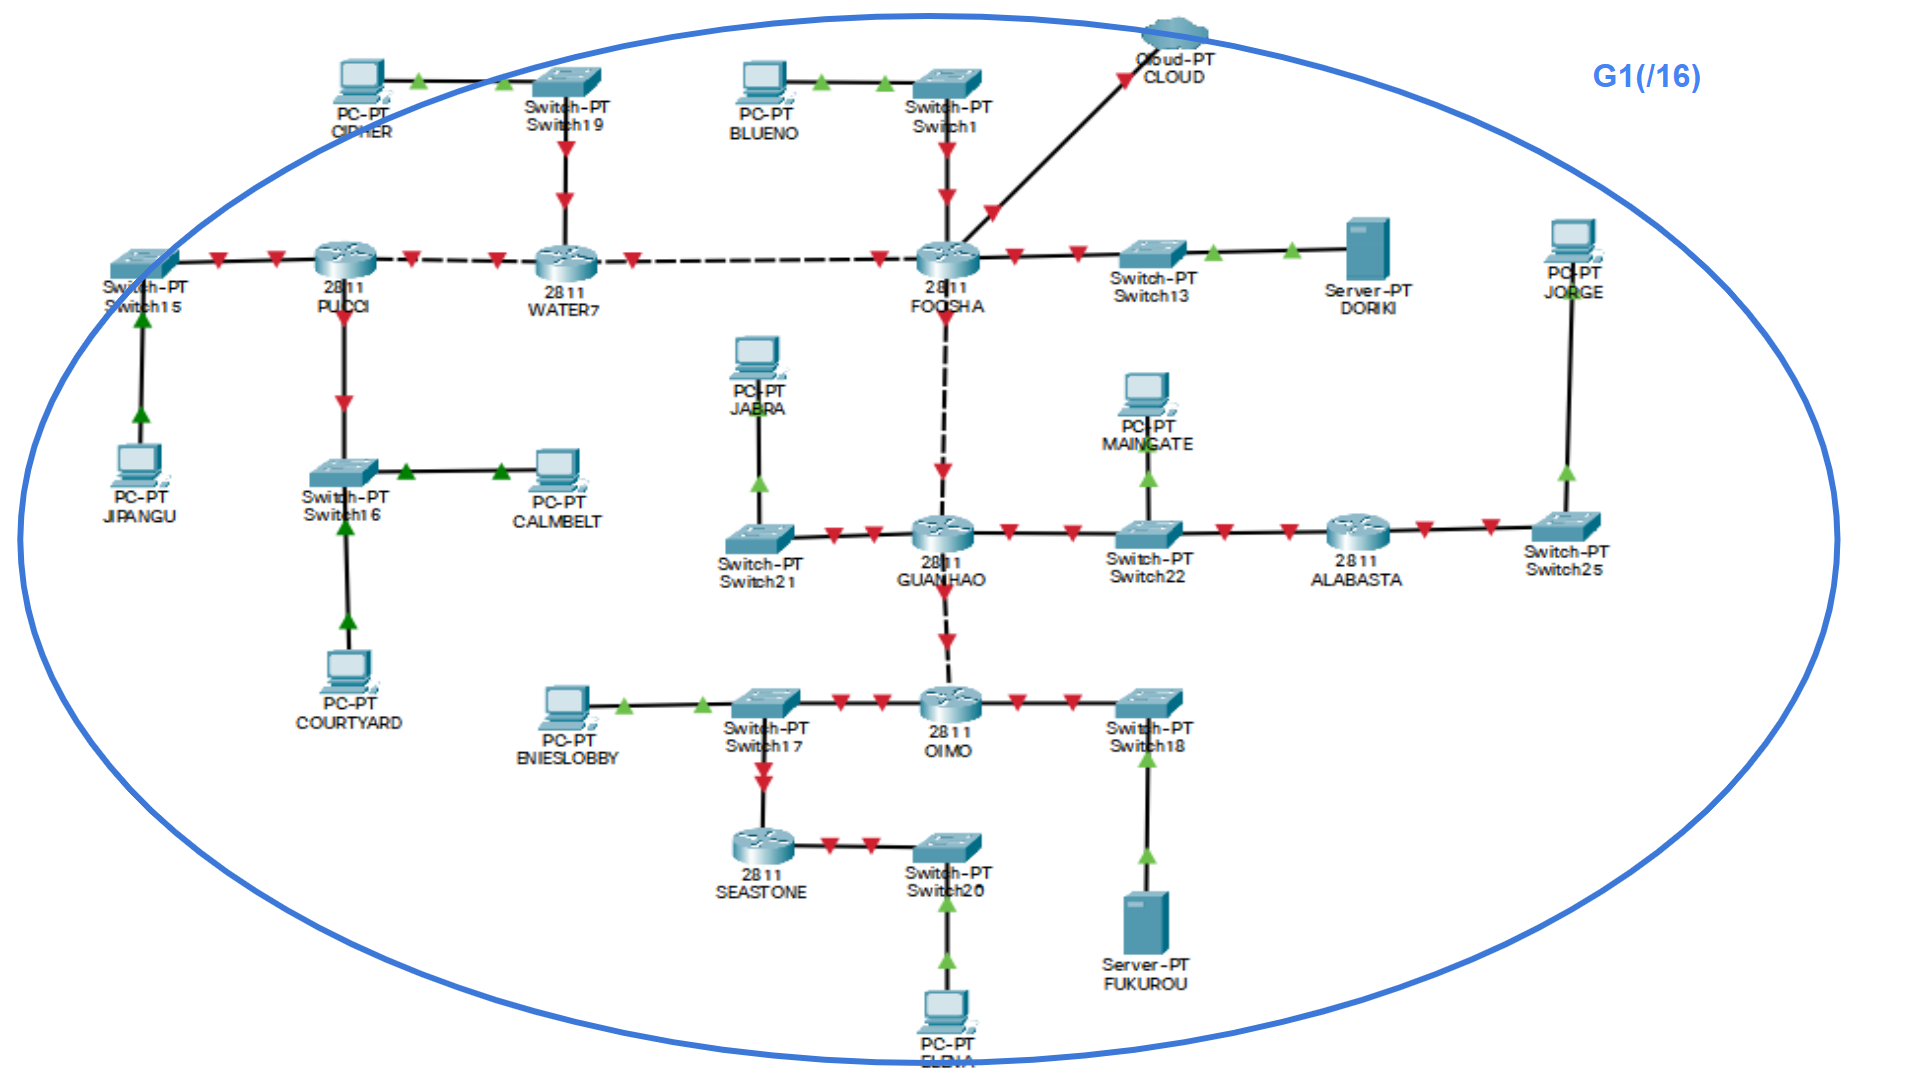 Cloud-PT
CLOUD
G1(/16)
PC-PT
CIPHER
Switch-PT
Switch19
PC-PT
BLUENO
Switch-PT
Switch1
Switch-PT
Switch15
2811
PUCCI
2811
WATER7
2811
FOOSHA
Switch-PT
Switch13
Server-PT
DORIKI
PC-PT
JORGE
PC-PT
JABRA
PC-PT
MAINGATE
PC-PT
JIPANGU
Switch-PT
Switch16
PC-PT
CALMBELT
Switch-PT
Switch21
2811
GUANHAO
Switch-PT
Switch22
2811
ALABASTA
Switch-PT
Switch25
PC-PT
COURTYARD
PC-PT
ENIESLOBBY
Switch-PT
Switch17
2811
OIMO
Switch-PT
Switch18
2811
SEASTONE
Switch-PT
Switch20
Server-PT
FUKUROU
PC-PT
ELENA